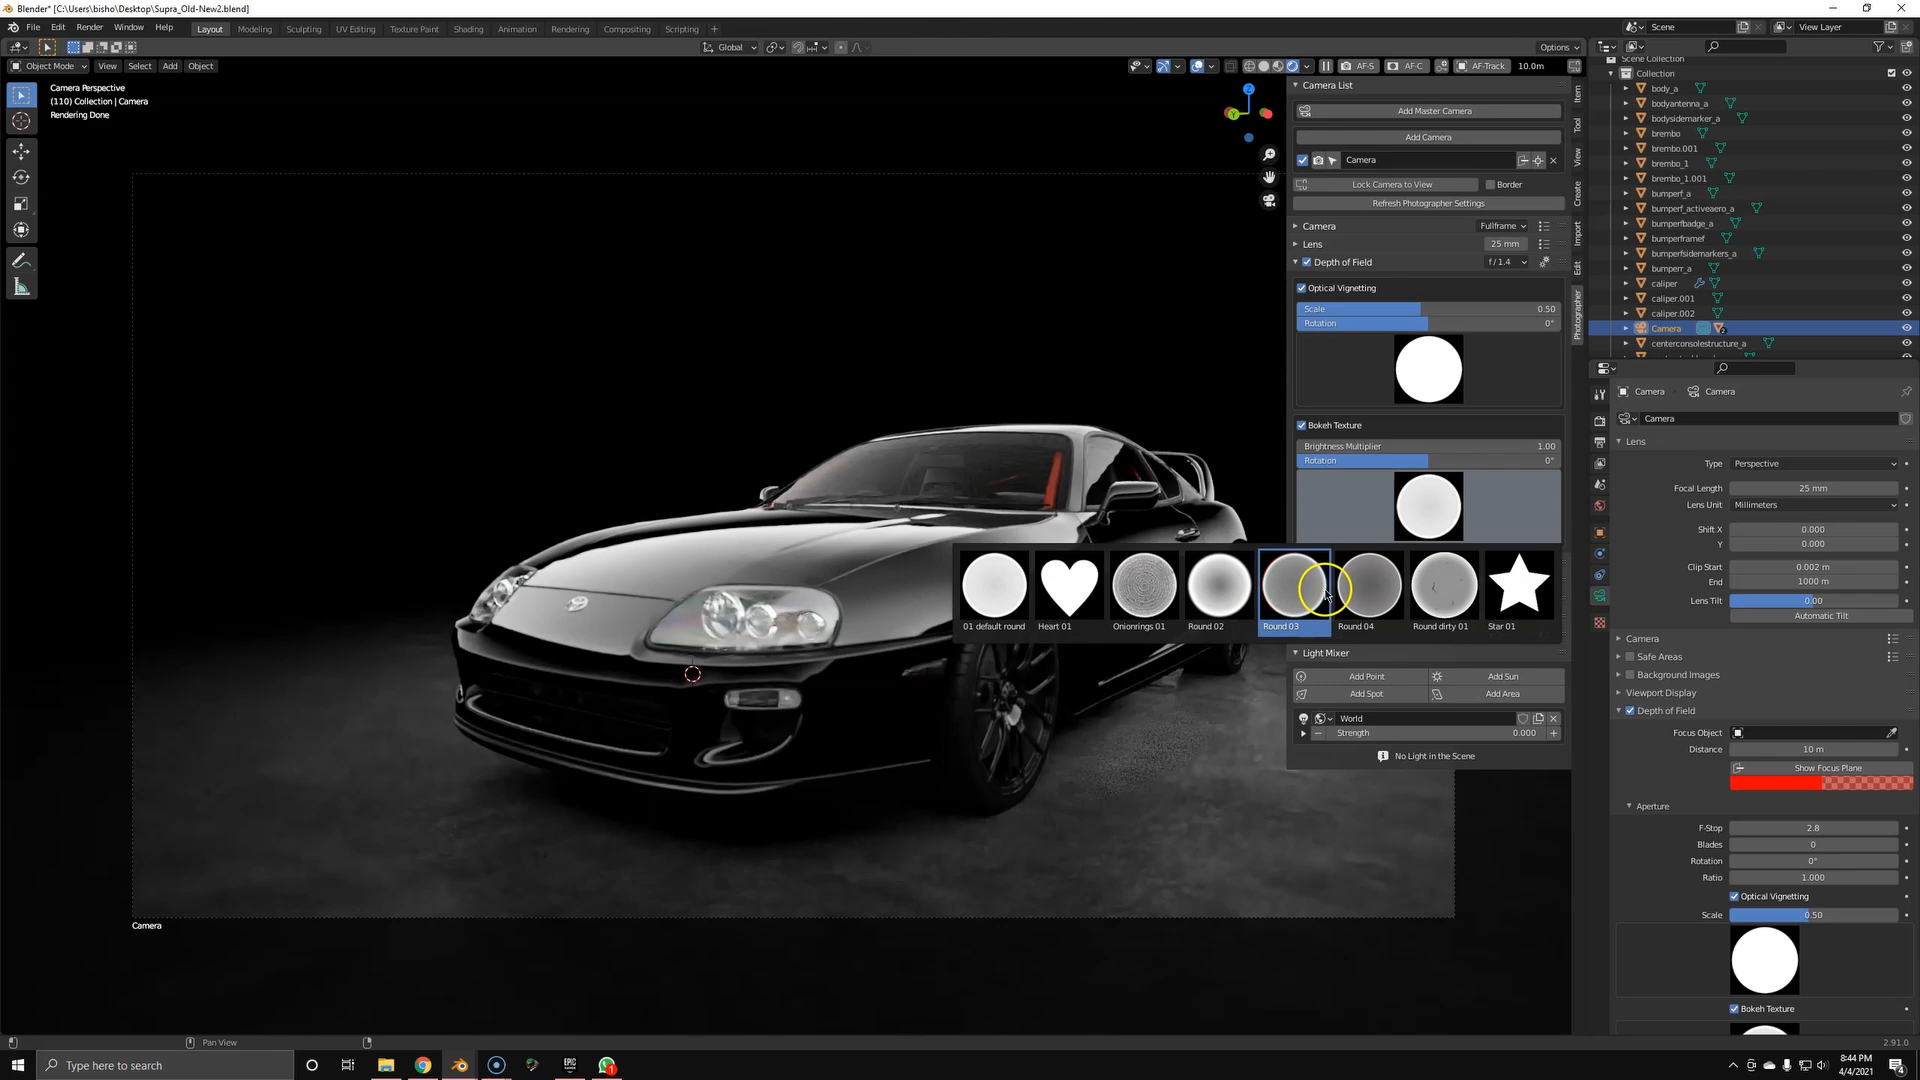 Blender* [C:\Users\bisho\Desktop\Supra_Old-New2.blend]
File Edit Render Window Help Layout Modeling Sculpting UV Editing Texture Paint Shading Animation Rendering Compositing Scripting Scene View Layer
Global Options
Object Mode View Select Add Object AF-S AF-C AF-Track 10.0m
Camera Perspective
(110) Collection | Camera
Rendering Done
Camera List
Add Master Camera
Add Camera
Camera
Lock Camera to View Border
Refresh Photographer Settings
Camera Fullframe
Lens 25 mm
Depth of Field f/1.4
Optical Vignetting
Scale 0.50
Rotation 0°
Bokeh Texture
Brightness Multiplier 1.00
Rotation 0°
01 default round Heart 01 Onionrings 01 Round 02 Round 03 Round 04 Round dirty 01 Star 01
Light Mixer
Add Point Add Sun
Add Spot Add Area
World
Strength 0.000
No Light in the Scene
Item
Tool
View
Create
Import
Edit
Photographer
Scene Collection
Collection
body_a
bodyantenna_a
bodysidemarker_a
brembo
brembo.001
brembo_1
brembo_1.001
bumperf_a
bumperf_activeaero_a
bumperfbadge_a
bumperframef
bumperfsidemarkers_a
bumperr_a
caliper
caliper.001
caliper.002
Camera
centerconsolestructure_a
Camera Camera
Camera
Lens
Type Perspective
Focal Length 25 mm
Lens Unit Millimeters
Shift X 0.000
Y 0.000
Clip Start 0.002 m
End 1000 m
Lens Tilt 0.00
Automatic Tilt
Camera
Safe Areas
Background Images
Viewport Display
Depth of Field
Focus Object
Distance 10 m
Show Focus Plane
Aperture
F-Stop 2.8
Blades 0
Rotation 0°
Ratio 1.000
Optical Vignetting
Scale 0.50
Bokeh Texture
Camera
Pan View 2.91.0
Type here to search
EPIC GAMES
1
8:44 PM
4/4/2021
4